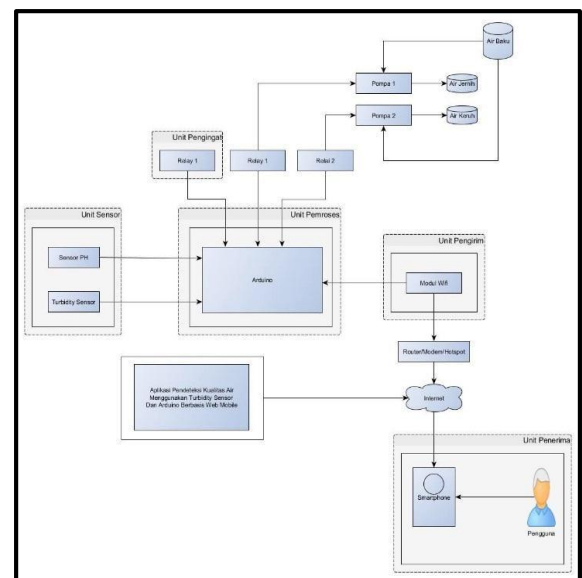 Air Baku
Pompa 1
Air Jernih
Pompa 2
Air Keruh
Unit Pengingat
Relay 1
Relay 1
Relai 2
Unit Sensor
Unit Pemroses
Unit Pengirim
Sensor PH
Turbidity Sensor
Arduino
Modul Wifi
Router/Modem/Hotspot
Aplikasi Pendeteksi Kualitas Air
Menggunakan Turbidity Sensor
Dan Arduino Berbasis Web Mobile
Internet
Unit Penerima
Smartphone
Pengguna